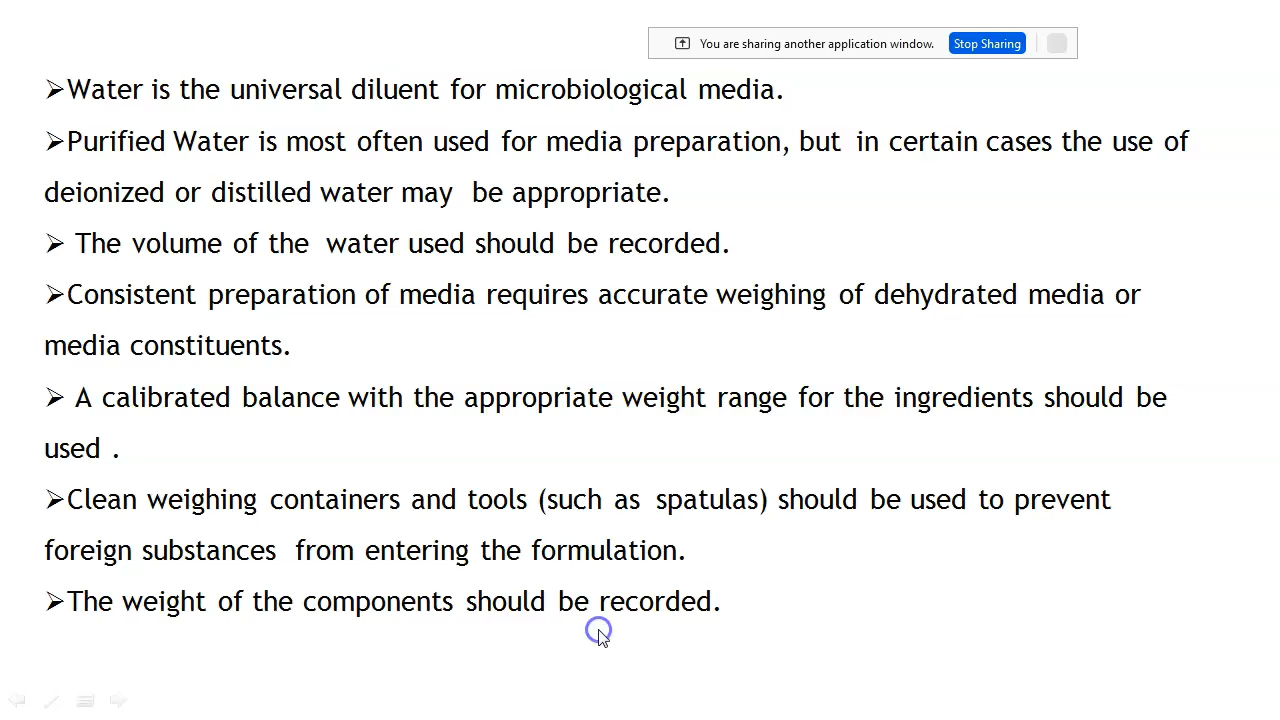 You are sharing another application window. Stop Sharing
➢Water is the universal diluent for microbiological media.
➢Purified Water is most often used for media preparation, but in certain cases the use of
deionized or distilled water may be appropriate.
➢ The volume of the water used should be recorded.
➢Consistent preparation of media requires accurate weighing of dehydrated media or
media constituents.
➢ A calibrated balance with the appropriate weight range for the ingredients should be
used .
➢Clean weighing containers and tools (such as spatulas) should be used to prevent
foreign substances from entering the formulation.
➢The weight of the components should be recorded.